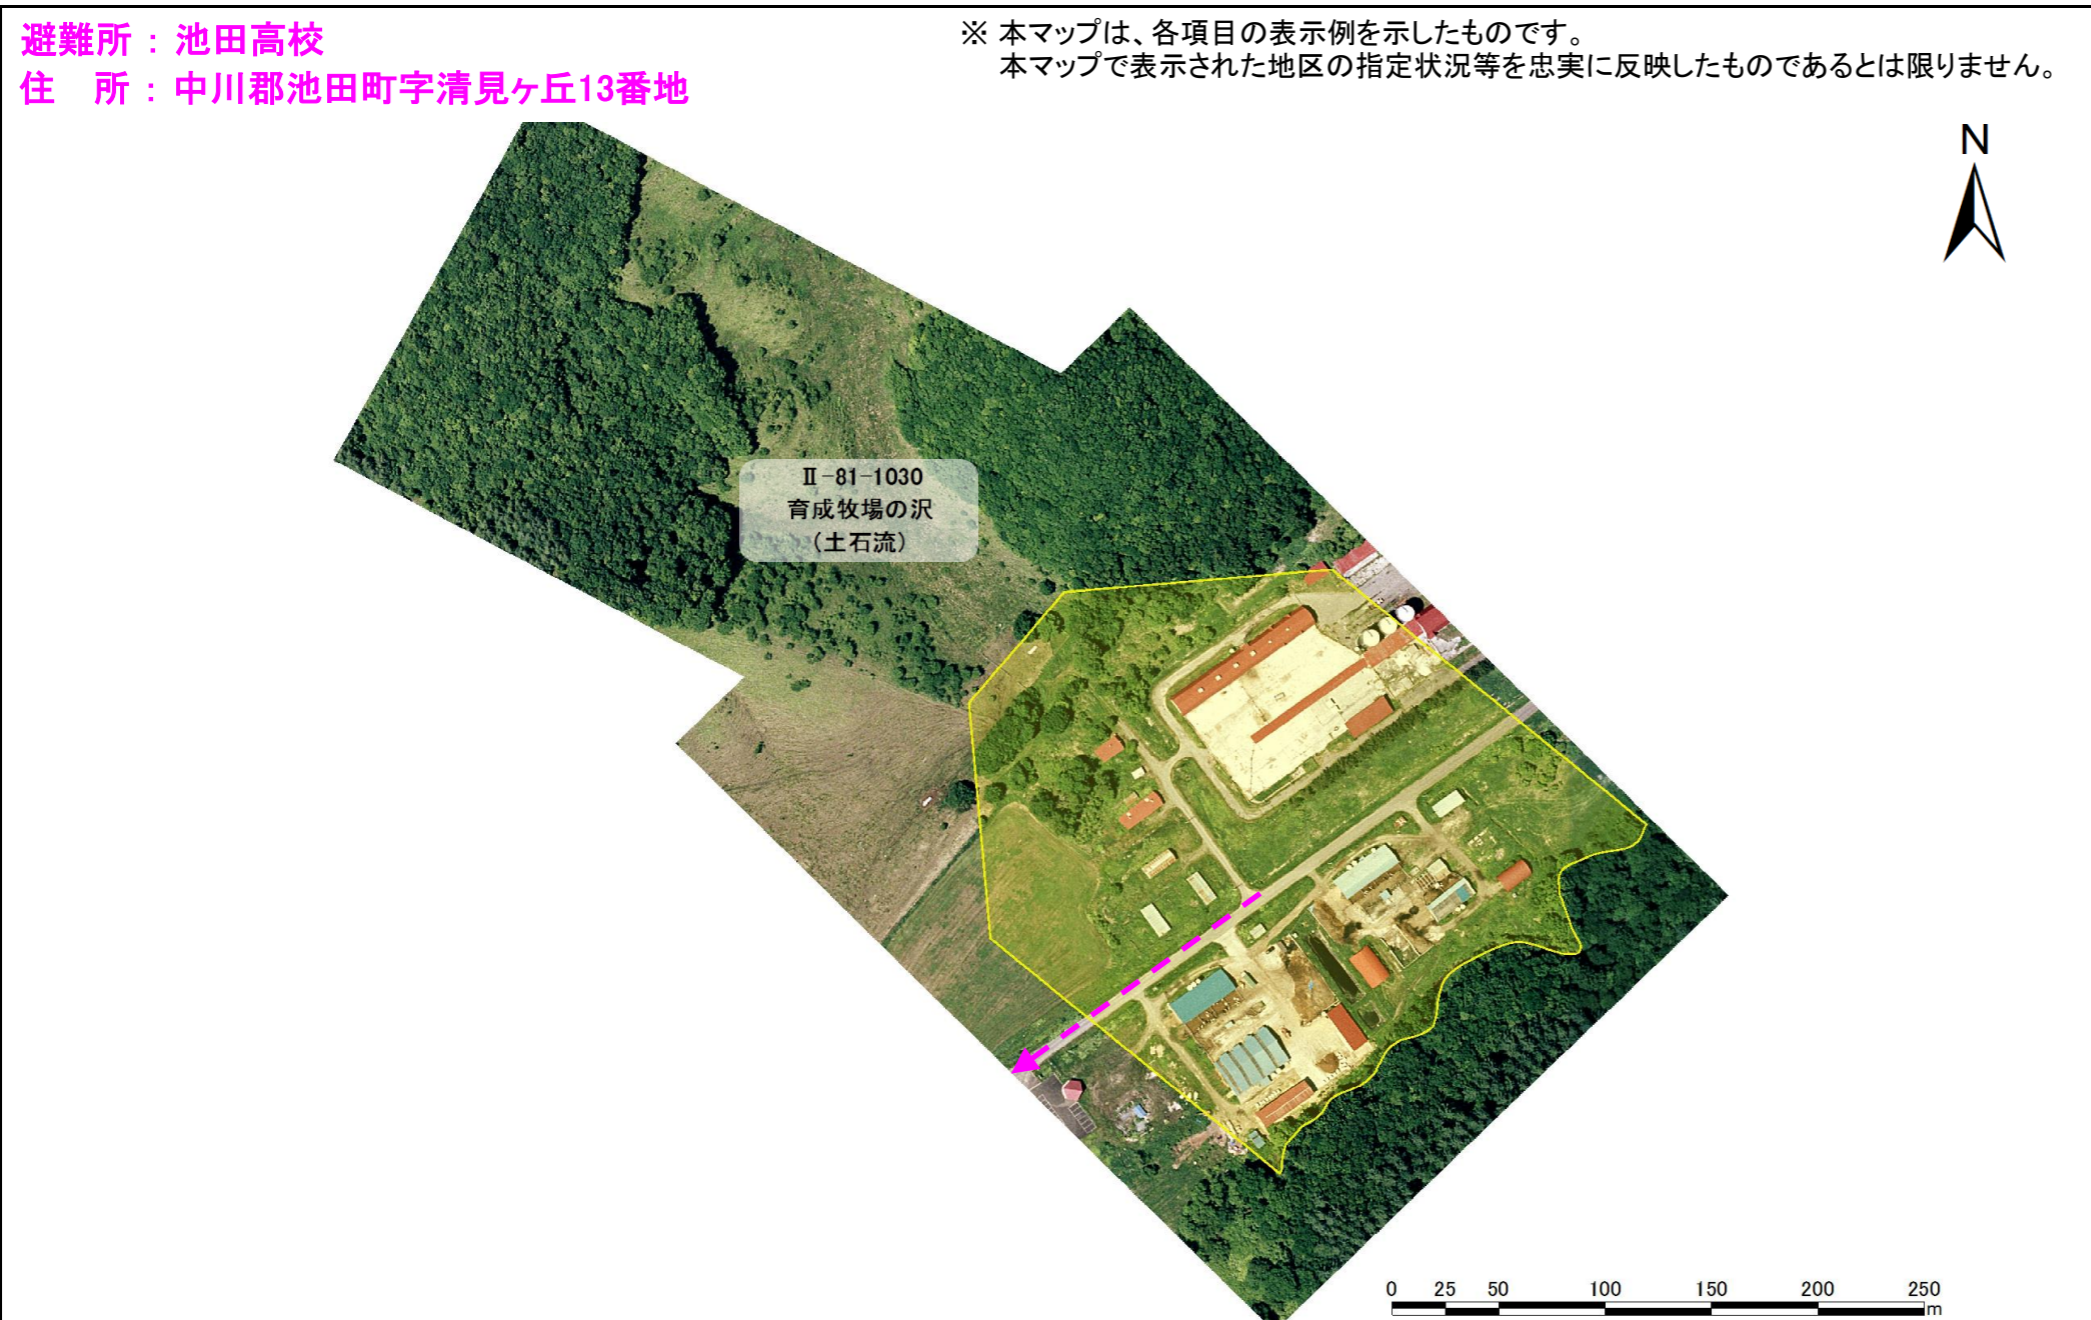 避難所：池田高校
住　所：中川郡池田町字清見ヶ丘13番地
※ 本マップは、各項目の表示例を示したものです。
本マップで表示された地区の指定状況等を忠実に反映したものであるとは限りません。
N
Ⅱ-81-1030
育成牧場の沢
（土石流）
0 25 50 100 150 200 250
m